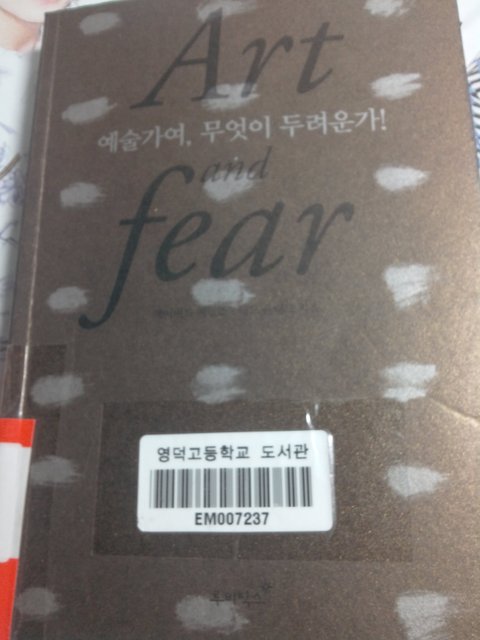 Art
예술가여, 무엇이 두려운가!
and
fear
영덕고등학교 도서관
EM007237